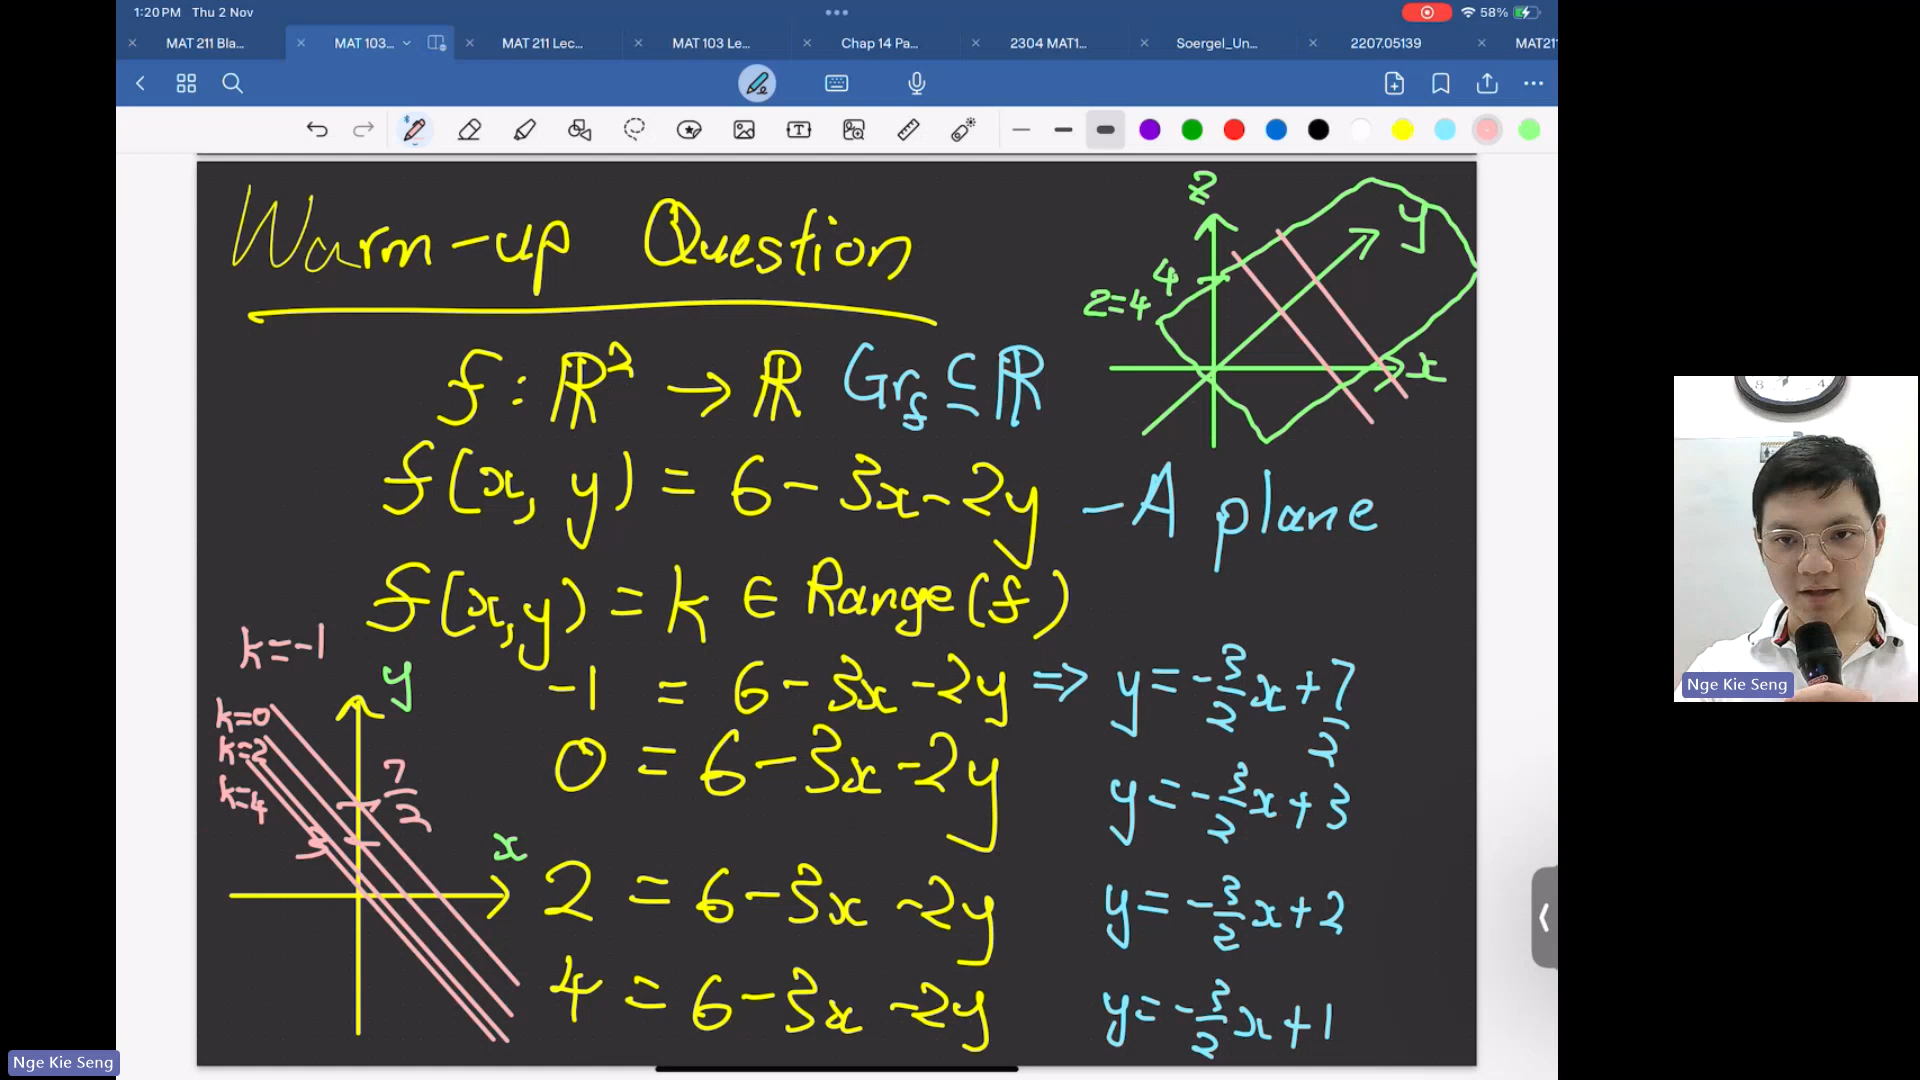 1:20 PM Thu 2 Nov
58%
MAT 211 Bla...
MAT 103...
MAT 211 Lec...
MAT 103 Le...
Chap 14 Pa...
2304 MAT1...
Soergel_Un...
2207.05139
MAT21
Warm-up Question
f : ℝ² → ℝ Gr_f ⊆ ℝ
f(x, y) = 6 - 3x - 2y - A plane
f(x,y) = k ∈ Range(f)
-1 = 6 - 3x - 2y ⇒ y = -3/2 x + 7/2
0 = 6 - 3x - 2y y = -3/2 x + 3
2 = 6 - 3x - 2y y = -3/2 x + 2
4 = 6 - 3x - 2y y = -3/2 x + 1
z
y
4
z=4
x
k=-1
y
k=0
k=2
k=4
7/2
3
x
Nge Kie Seng
Nge Kie Seng